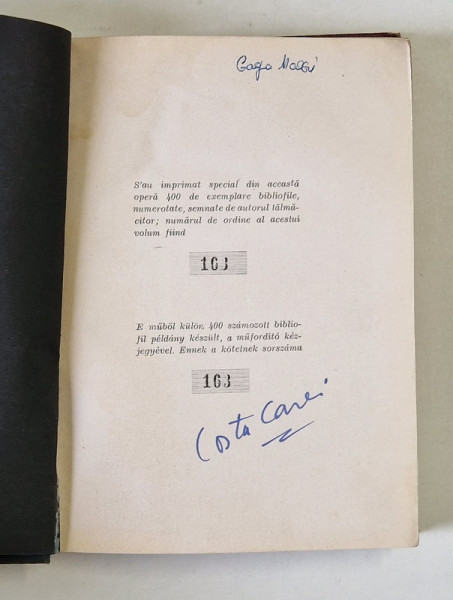 Gaga Maegi
S'au imprimat special din această
operă 400 de exemplare bibliofile,
numerotate, semnate de autorul tălmă-
citor; numărul de ordine al acestui
volum fiind
163
E műből külön 400 számozott biblio-
fil példány készült, a műfordító kéz-
jegyével. Ennek a kötetnek sorszáma
163
Costa Carei